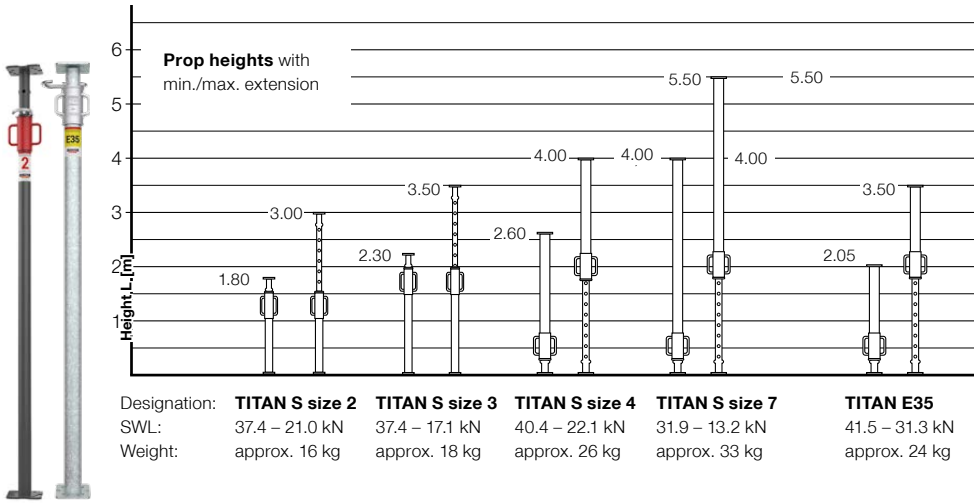 Prop heights with
min./max. extension
6
5
4
3
2
1
Height L [m]
1.80
3.00
2.30
3.50
2.60
4.00
4.00
4.00
5.50
5.50
2.05
3.50
2
E35
Designation: TITAN S size 2 TITAN S size 3 TITAN S size 4 TITAN S size 7 TITAN E35
SWL: 37.4 – 21.0 kN 37.4 – 17.1 kN 40.4 – 22.1 kN 31.9 – 13.2 kN 41.5 – 31.3 kN
Weight: approx. 16 kg approx. 18 kg approx. 26 kg approx. 33 kg approx. 24 kg